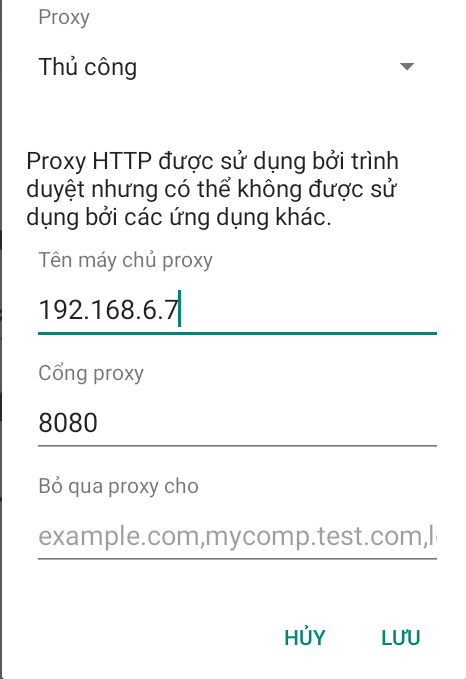 Proxy
Thủ công
Proxy HTTP được sử dụng bởi trình
duyệt nhưng có thể không được sử
dụng bởi các ứng dụng khác.
Tên máy chủ proxy
192.168.6.7
Cổng proxy
8080
Bỏ qua proxy cho
example.com,mycomp.test.com,l
HỦY LƯU